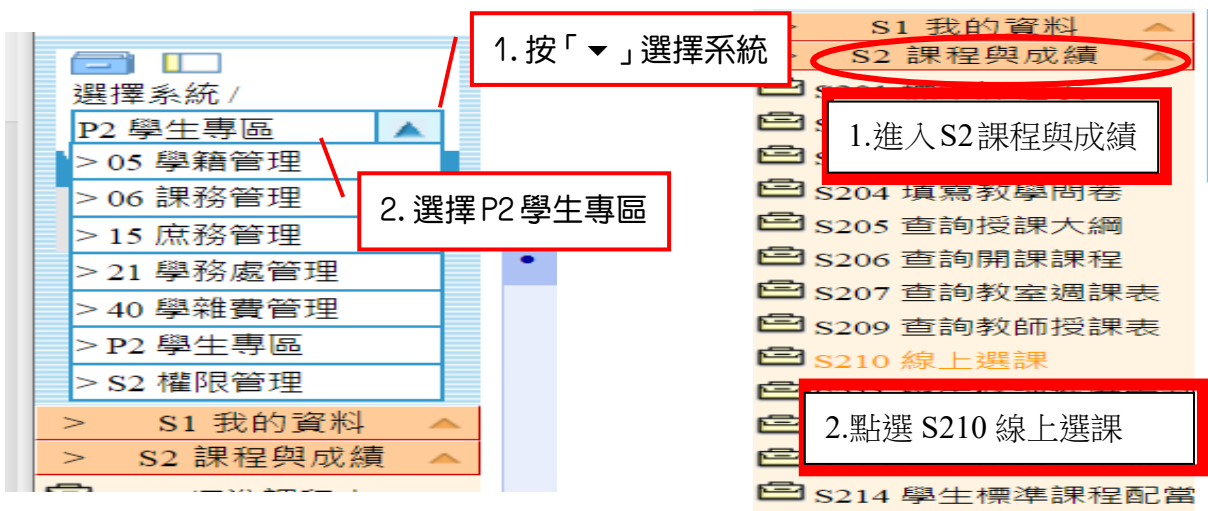 選擇系統 /
P2 學生專區
> 05 學籍管理
> 06 課務管理
> 15 庶務管理
> 21 學務處管理
> 40 學雜費管理
> P2 學生專區
> S2 權限管理
> S1 我的資料
> S2 課程與成績
1. 按「▼」選擇系統
2. 選擇P2學生專區
> S1 我的資料
S2 課程與成績
1.進入S2課程與成績
S204 填寫教學問卷
S205 查詢授課大綱
S206 查詢開課課程
S207 查詢教室週課表
S209 查詢教師授課表
S210 線上選課
2.點選 S210 線上選課
S214 學生標準課程配當